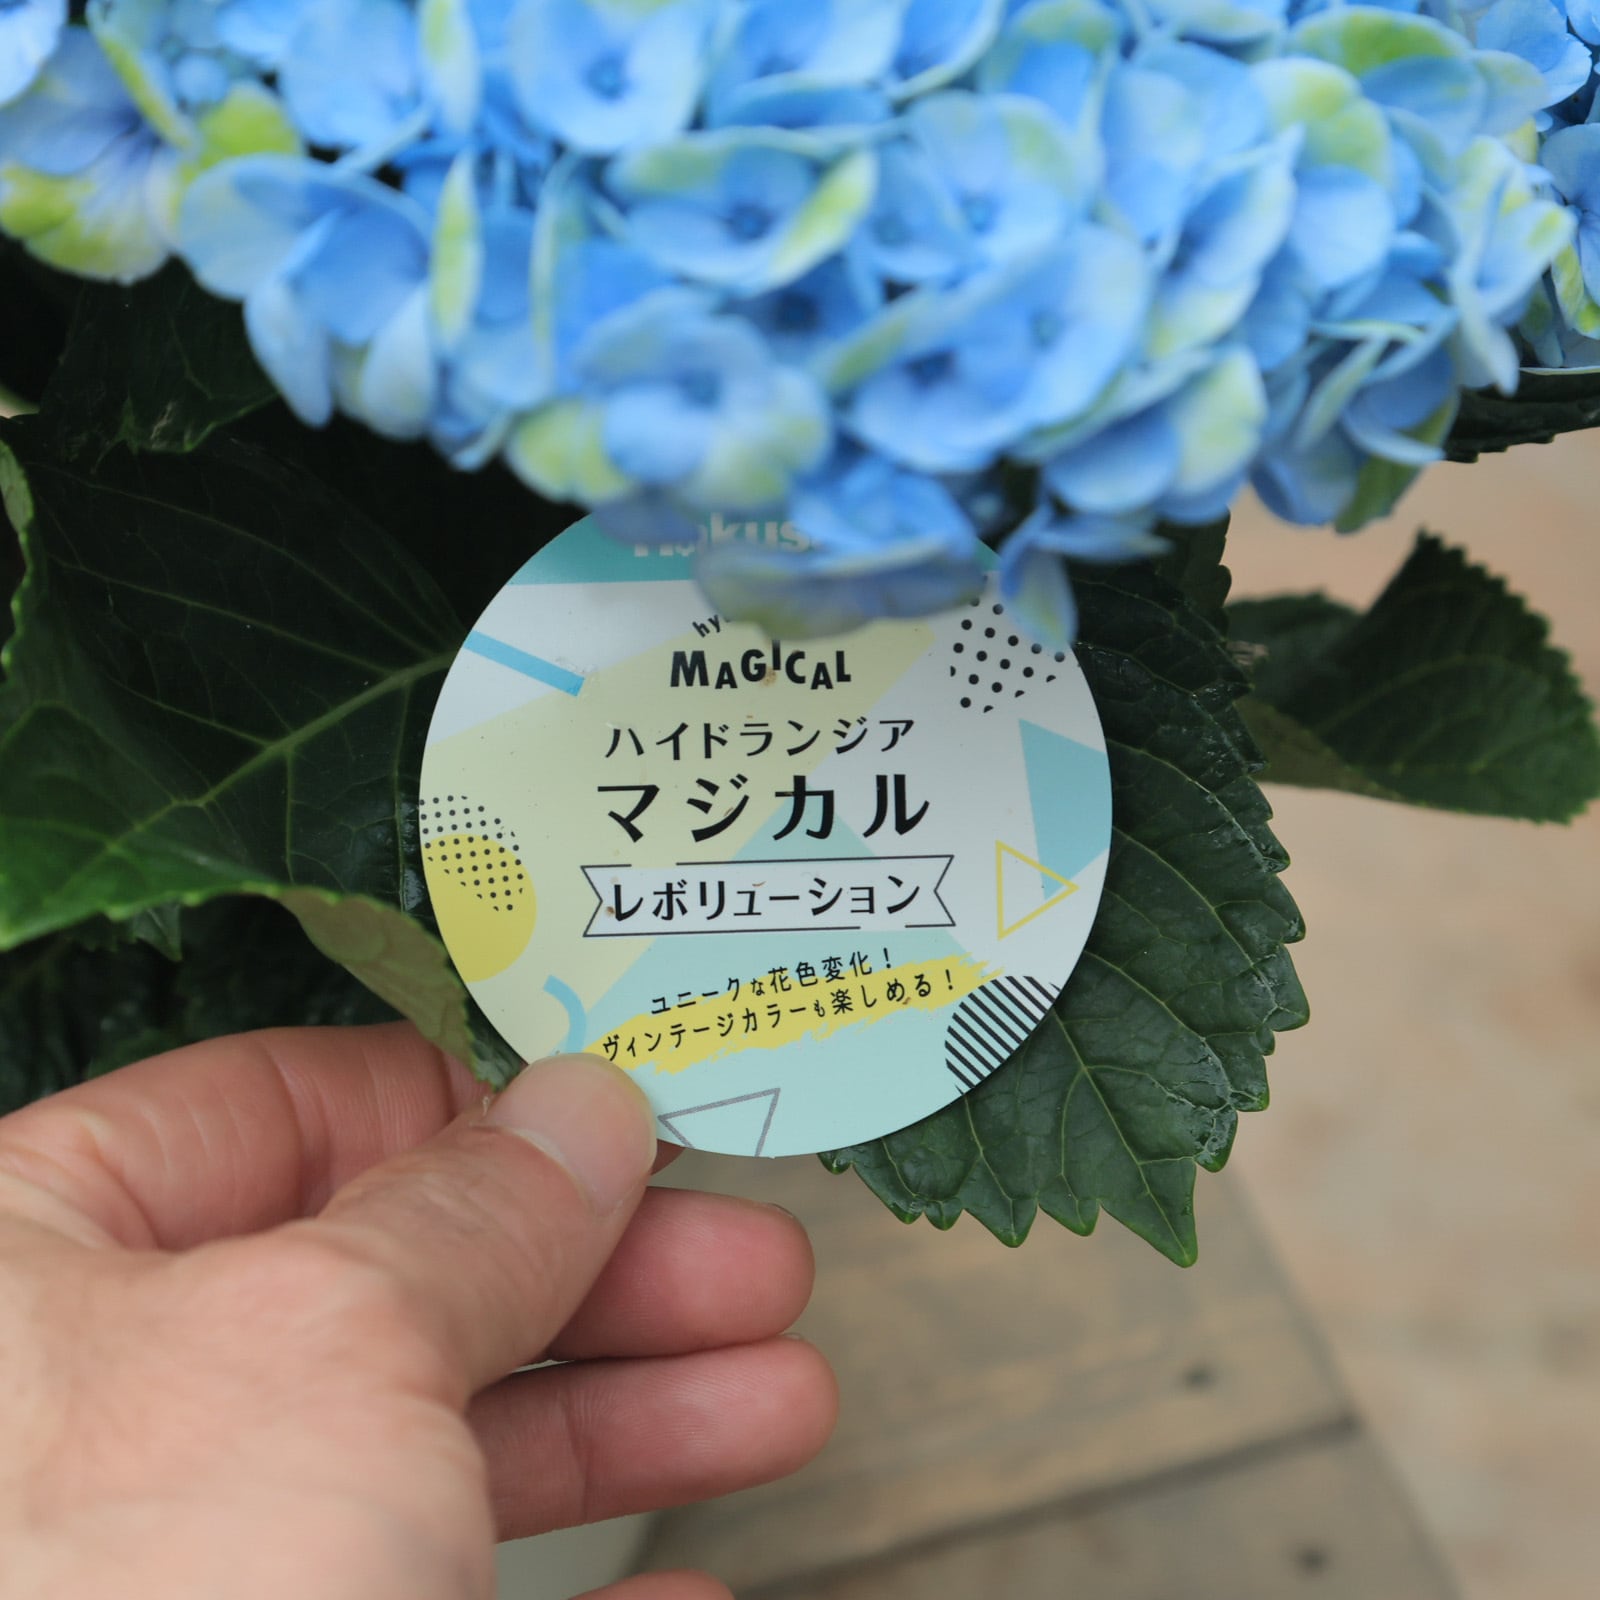 MAGICAL
ハイドランジア
マジカル
レボリューション
ユニークな花色変化！
ヴィンテージカラーも楽しめる！